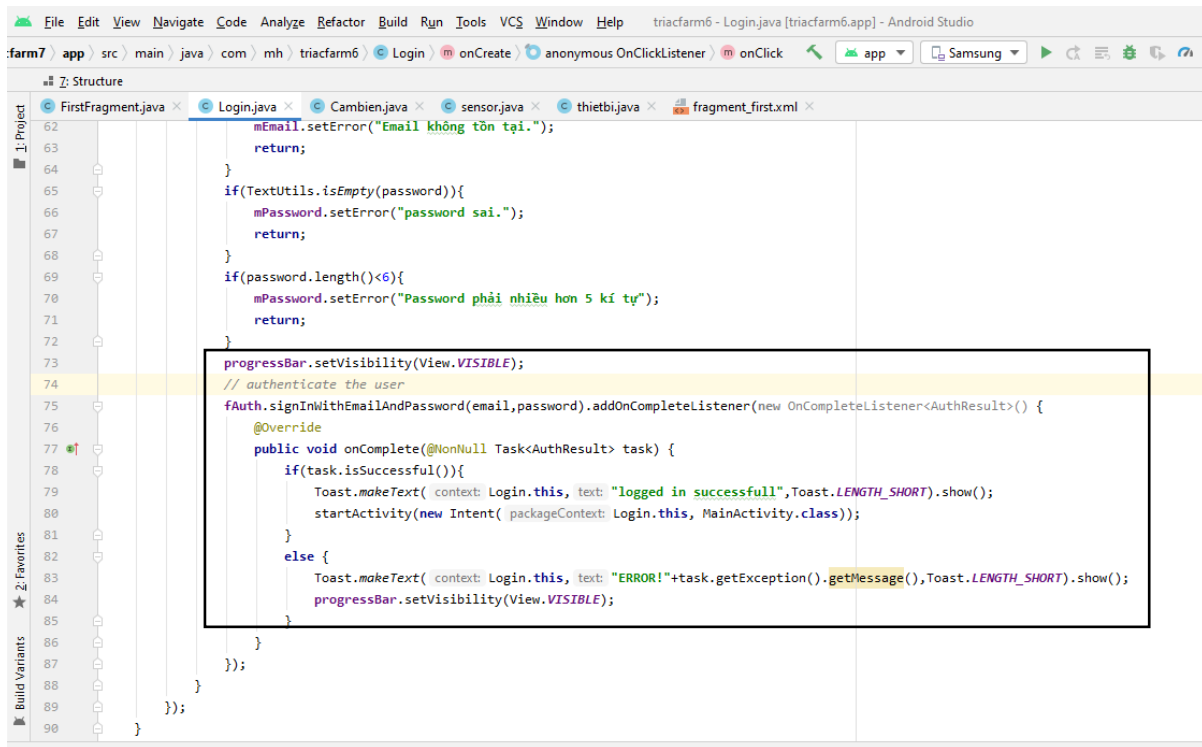 File Edit View Navigate Code Analyze Refactor Build Run Tools VCS Window Help triacfarm6 - Login.java [triacfarm6.app] - Android Studio
:farm7 〉 app 〉 src 〉 main 〉 java 〉 com 〉 mh 〉 triacfarm6 〉 C Login 〉 m onCreate 〉 anonymous OnClickListener 〉 m onClick app Samsung
7: Structure
C FirstFragment.java × C Login.java × C Cambien.java × C sensor.java × C thietbi.java × fragment_first.xml ×
1: Project
62 mEmail.setError("Email không tồn tại.");
63 return;
64 }
65 if(TextUtils.isEmpty(password)){
66 mPassword.setError("password sai.");
67 return;
68 }
69 if(password.length()<6){
70 mPassword.setError("Password phải nhiều hơn 5 kí tự");
71 return;
72 }
73 progressBar.setVisibility(View.VISIBLE);
74 // authenticate the user
75 fAuth.signInWithEmailAndPassword(email,password).addOnCompleteListener(new OnCompleteListener<AuthResult>() {
76 @Override
77 public void onComplete(@NonNull Task<AuthResult> task) {
78 if(task.isSuccessful()){
79 Toast.makeText( context: Login.this, text: "logged in successfull",Toast.LENGTH_SHORT).show();
80 startActivity(new Intent( packageContext: Login.this, MainActivity.class));
81 }
82 else {
83 Toast.makeText( context: Login.this, text: "ERROR!"+task.getException().getMessage(),Toast.LENGTH_SHORT).show();
84 progressBar.setVisibility(View.VISIBLE);
85 }
86 }
87 });
88 }
89 });
90 }
2: Favorites
Build Variants